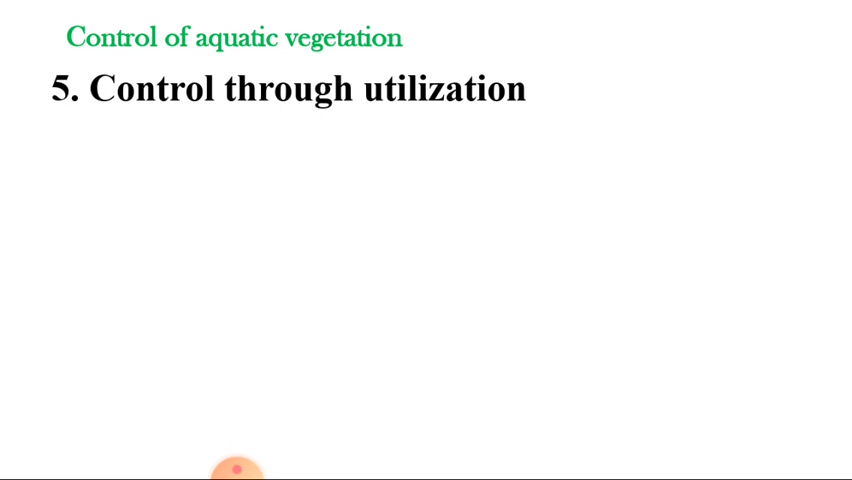 Control of aquatic vegetation
5. Control through utilization